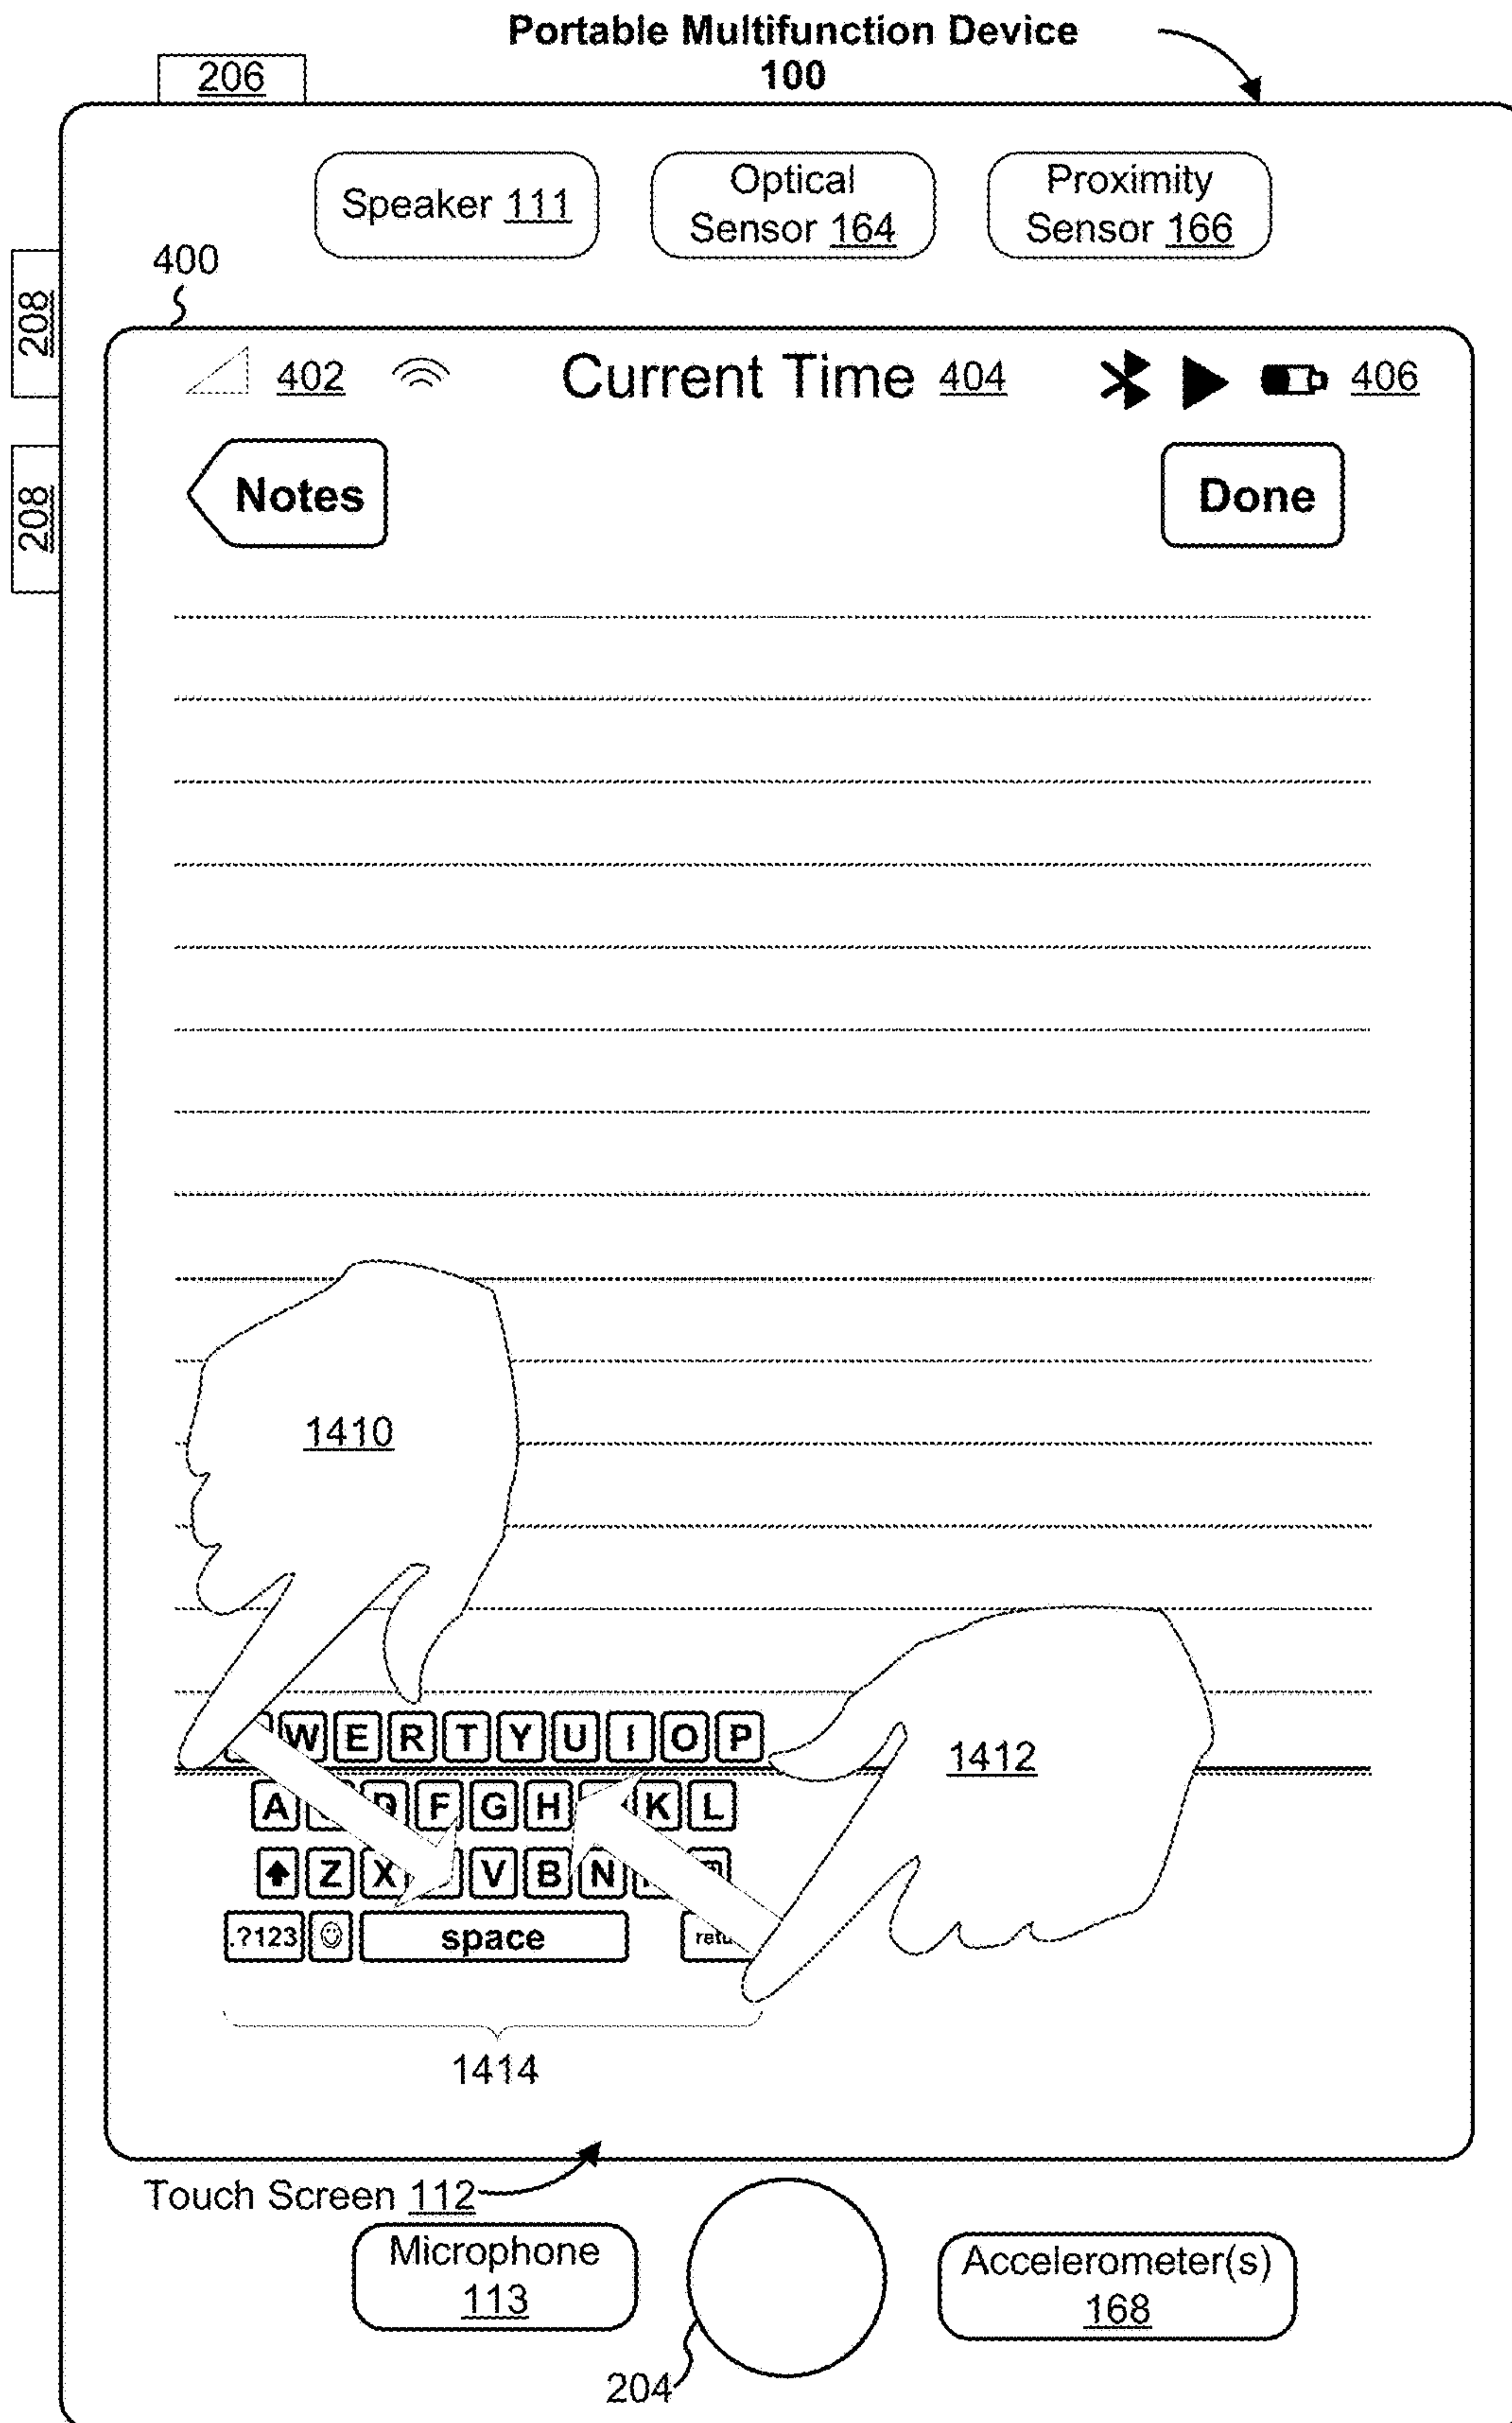 Portable Multifunction Device
100
206
Speaker 111
Optical
Sensor 164
Proximity
Sensor 166
400
208
208
402
Current Time 404
406
Notes
Done
1410
W E R T Y U I O P
1412
A D F G H K L
Z X V B N
.?123
space
1414
Touch Screen 112
Microphone
113
Accelerometer(s)
168
204